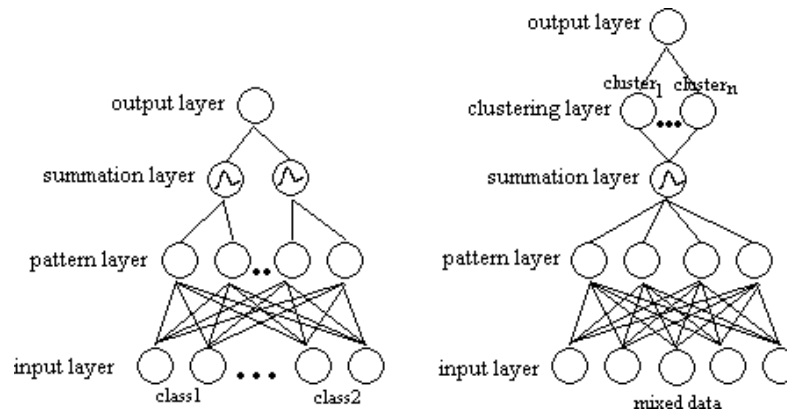 output layer
summation layer
pattern layer
input layer
class1 class2
output layer
cluster1 clustern
clustering layer
summation layer
pattern layer
input layer
mixed data